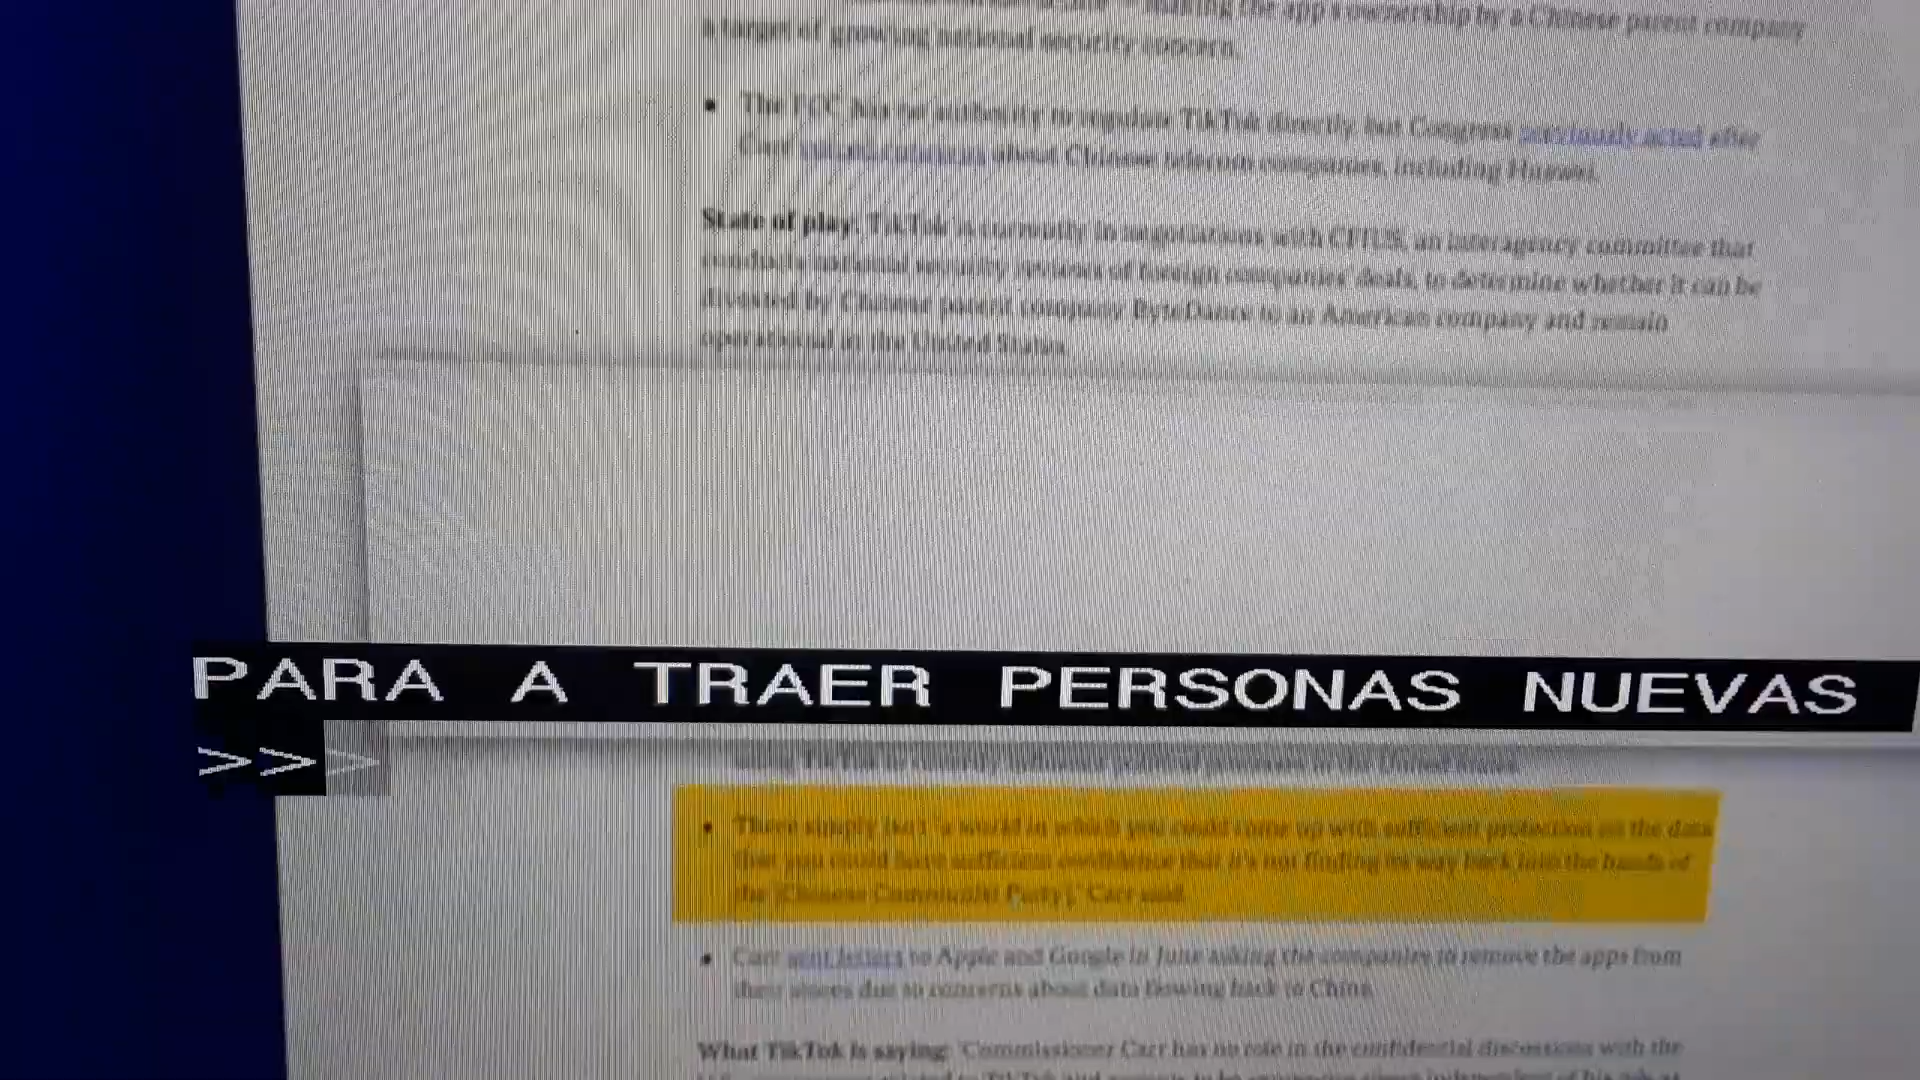 making the app's ownership by a Chinese parent company
a target of growing national security concern.
• The FCC has no authority to regulate TikTok directly, but Congress previously acted after
Carr about Chinese telecom companies, including Huawei.
State of play: TikTok is currently in negotiations with CFIUS, an interagency committee that
conducts national security reviews of foreign companies' deals, to determine whether it can be
divested by Chinese parent company ByteDance to an American company and remain
operational in the United States.
PARA A TRAER PERSONAS NUEVAS
>>>
in the United States.
• There simply isn't "a world in which you could come up with sufficient protection on the data
that you could have sufficient confidence that it's not finding its way back into the hands of
the [Chinese Communist Party]," Carr said.
• Carr sent letters to Apple and Google in June asking the companies to remove the apps from
their stores due to concerns about data flowing back to China.
What TikTok is saying: "Commissioner Carr has no role in the confidential discussions with the